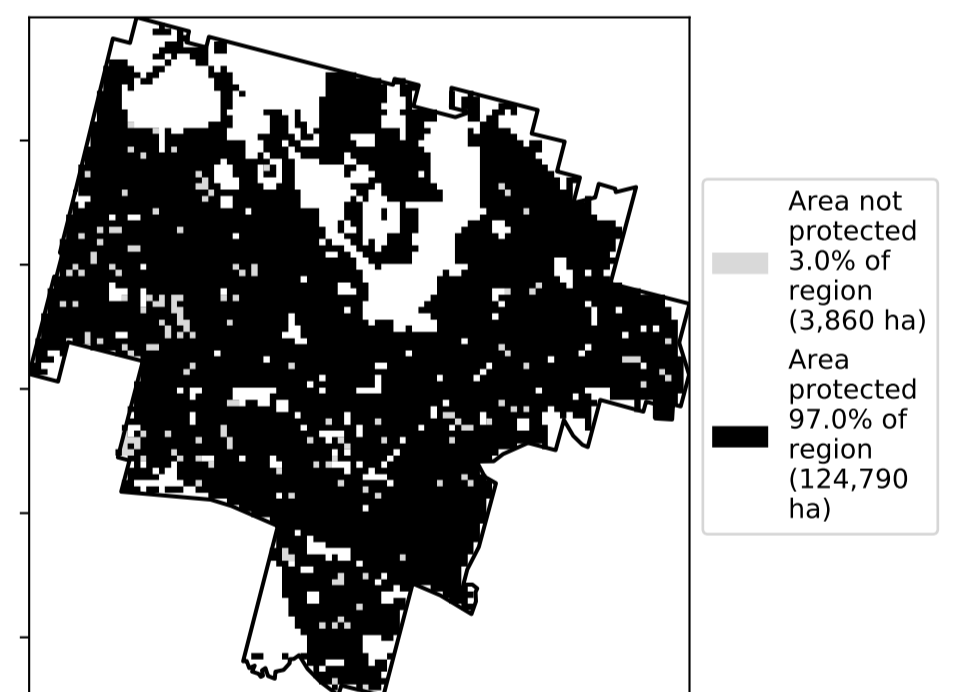 Area not
protected
3.0% of
region
(3,860 ha)
Area
protected
97.0% of
region
(124,790
ha)